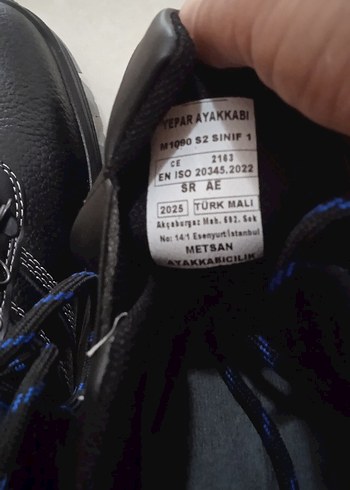 YEPAR AYAKKABI
M1090 S2 SINIF 1
CE 2163
EN ISO 20345.2022
SR AE
2025 TÜRK MALI
Akçaburgaz Mah. 682. Sok
No: 14/1 Esenyurt/İstanbul
METSAN
AYAKKABICILIK